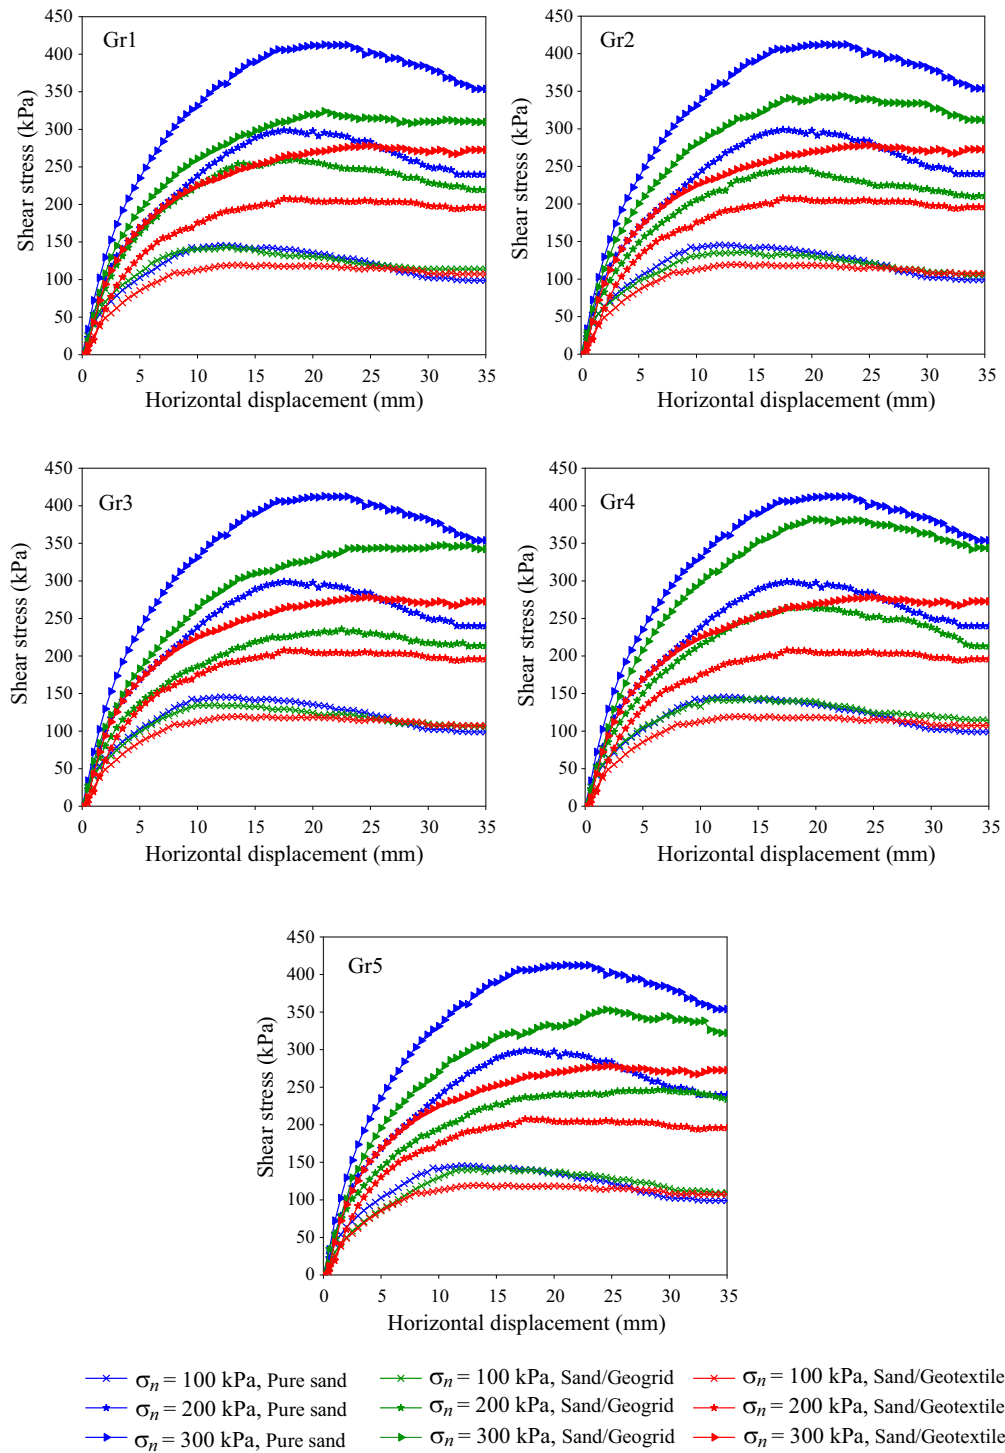 450
400
350
300
250
200
150
100
50
0
Shear stress (kPa)
Gr1
0 5 10 15 20 25 30 35
Horizontal displacement (mm)
450
400
350
300
250
200
150
100
50
0
Shear stress (kPa)
Gr2
0 5 10 15 20 25 30 35
Horizontal displacement (mm)
450
400
350
300
250
200
150
100
50
0
Shear stress (kPa)
Gr3
0 5 10 15 20 25 30 35
Horizontal displacement (mm)
450
400
350
300
250
200
150
100
50
0
Shear stress (kPa)
Gr4
0 5 10 15 20 25 30 35
Horizontal displacement (mm)
450
400
350
300
250
200
150
100
50
0
Shear stress (kPa)
Gr5
0 5 10 15 20 25 30 35
Horizontal displacement (mm)
σn = 100 kPa, Pure sand σn = 100 kPa, Sand/Geogrid σn = 100 kPa, Sand/Geotextile
σn = 200 kPa, Pure sand σn = 200 kPa, Sand/Geogrid σn = 200 kPa, Sand/Geotextile
σn = 300 kPa, Pure sand σn = 300 kPa, Sand/Geogrid σn = 300 kPa, Sand/Geotextile